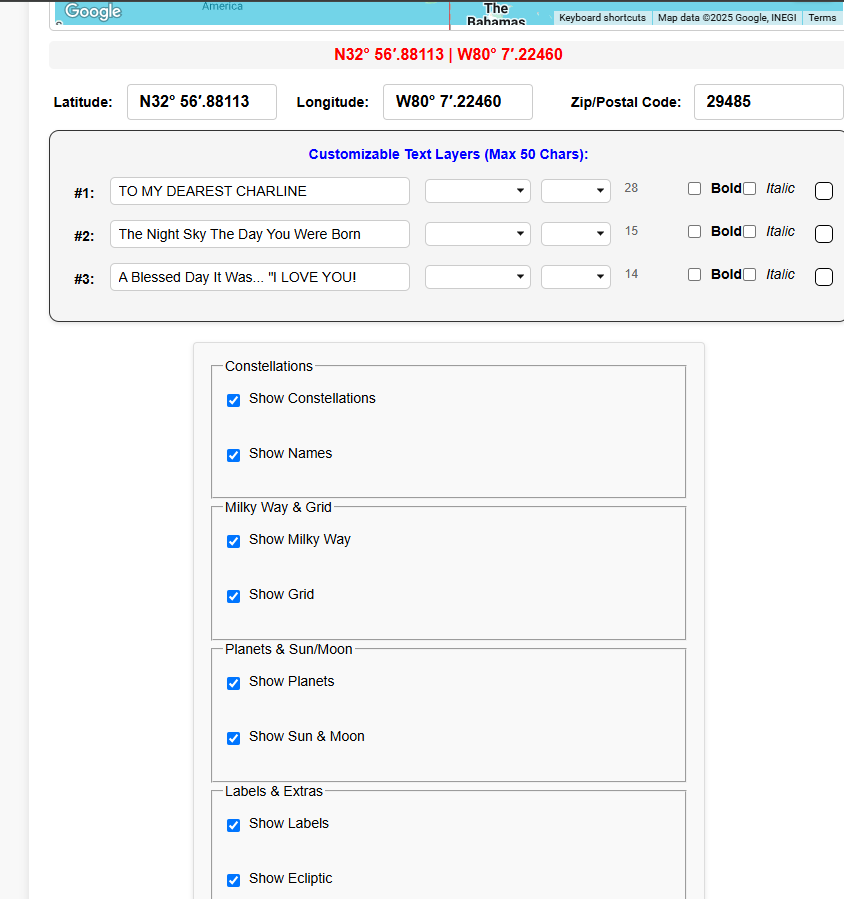 America
Google
The
Bahamas
Keyboard shortcuts Map data ©2025 Google, INEGI Terms
N32° 56′.88113 | W80° 7′.22460
Latitude: N32° 56′.88113 Longitude: W80° 7′.22460 Zip/Postal Code: 29485
Customizable Text Layers (Max 50 Chars):
#1: TO MY DEAREST CHARLINE 28 Bold Italic
#2: The Night Sky The Day You Were Born 15 Bold Italic
#3: A Blessed Day It Was... "I LOVE YOU! 14 Bold Italic
Constellations
Show Constellations
Show Names
Milky Way & Grid
Show Milky Way
Show Grid
Planets & Sun/Moon
Show Planets
Show Sun & Moon
Labels & Extras
Show Labels
Show Ecliptic